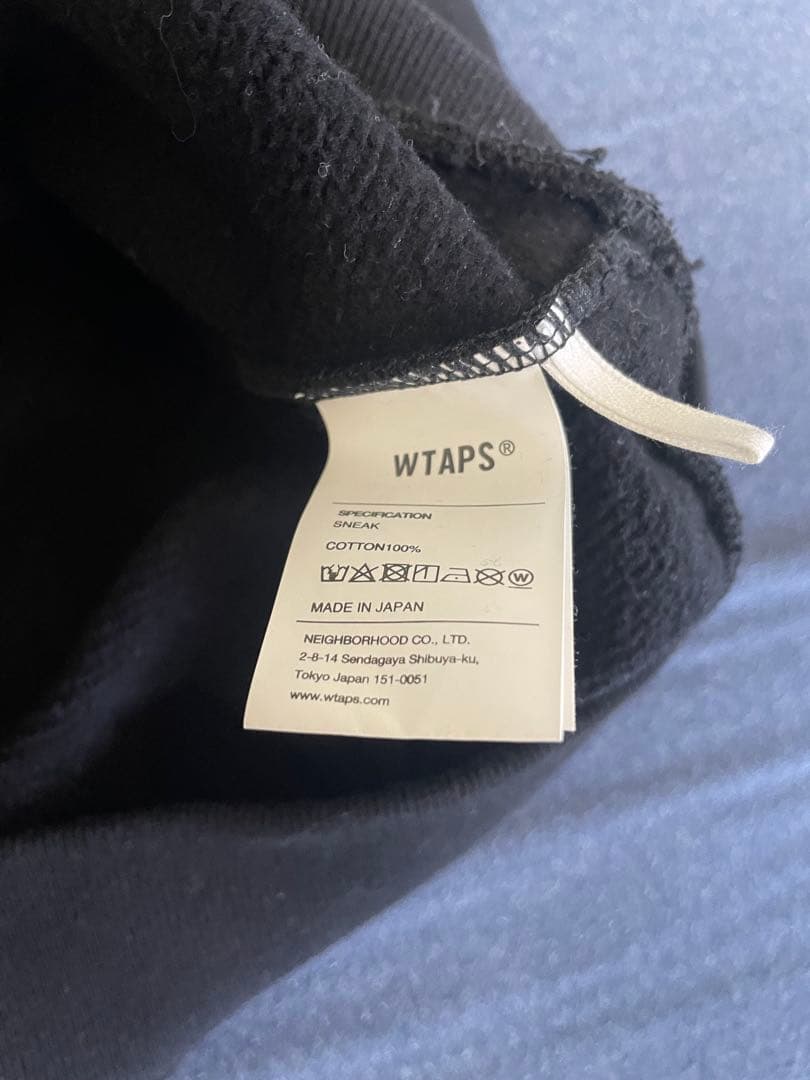 WTAPS®
SPECIFICATION
SNEAK
COTTON100%
W
MADE IN JAPAN
NEIGHBORHOOD CO., LTD.
2-8-14 Sendagaya Shibuya-ku,
Tokyo Japan 151-0051
www.wtaps.com